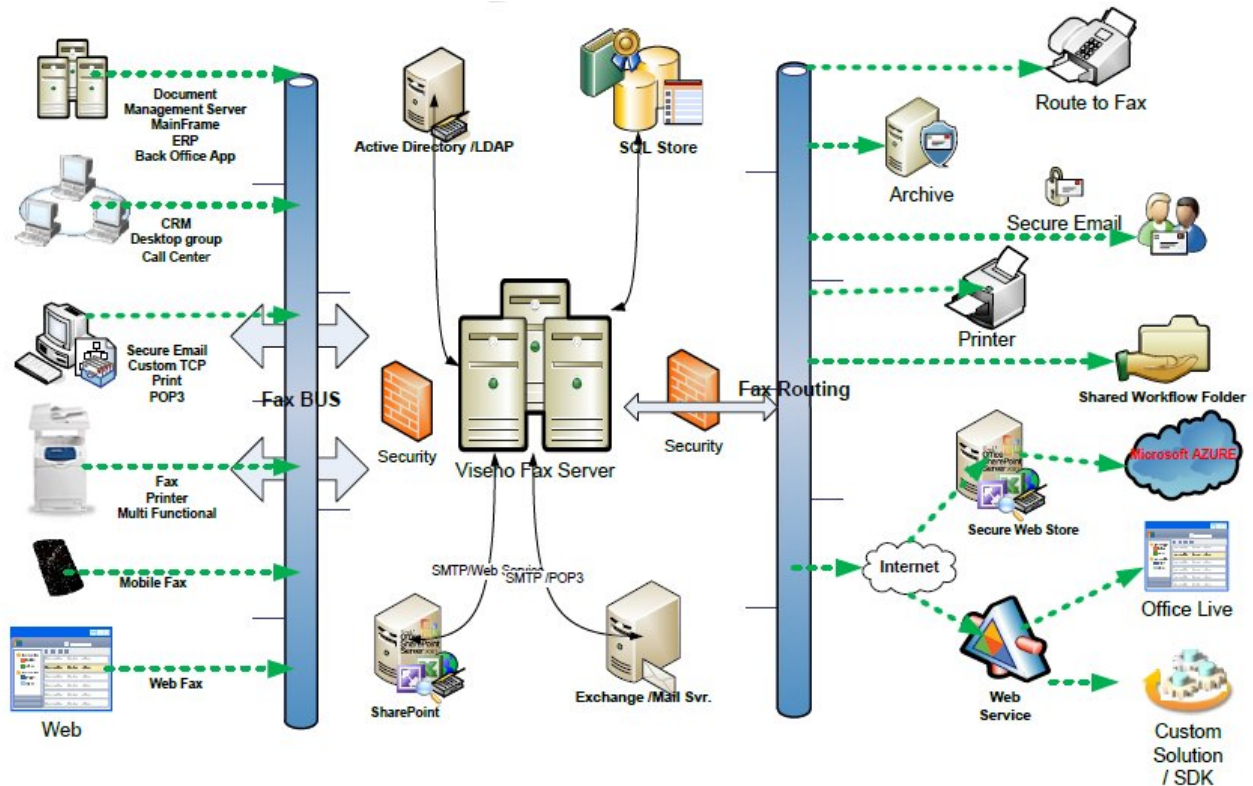 Document
Management Server
MainFrame
ERP
Back Office App
CRM
Desktop group
Call Center
Secure Email
Custom TCP
Print
POP3
Fax
Printer
Multi Functional
Mobile Fax
Web Fax
Web
Fax BUS
Active Directory /LDAP
SQL Store
Security
Viseno Fax Server
Security
SMTP/Web Service
SMTP /POP3
SharePoint
Exchange /Mail Svr.
Fax Routing
Route to Fax
Archive
Secure Email
Printer
Shared Workflow Folder
Office
SharePoint
Server
Microsoft AZURE
Secure Web Store
Internet
Office Live
Web
Service
Custom
Solution
/ SDK